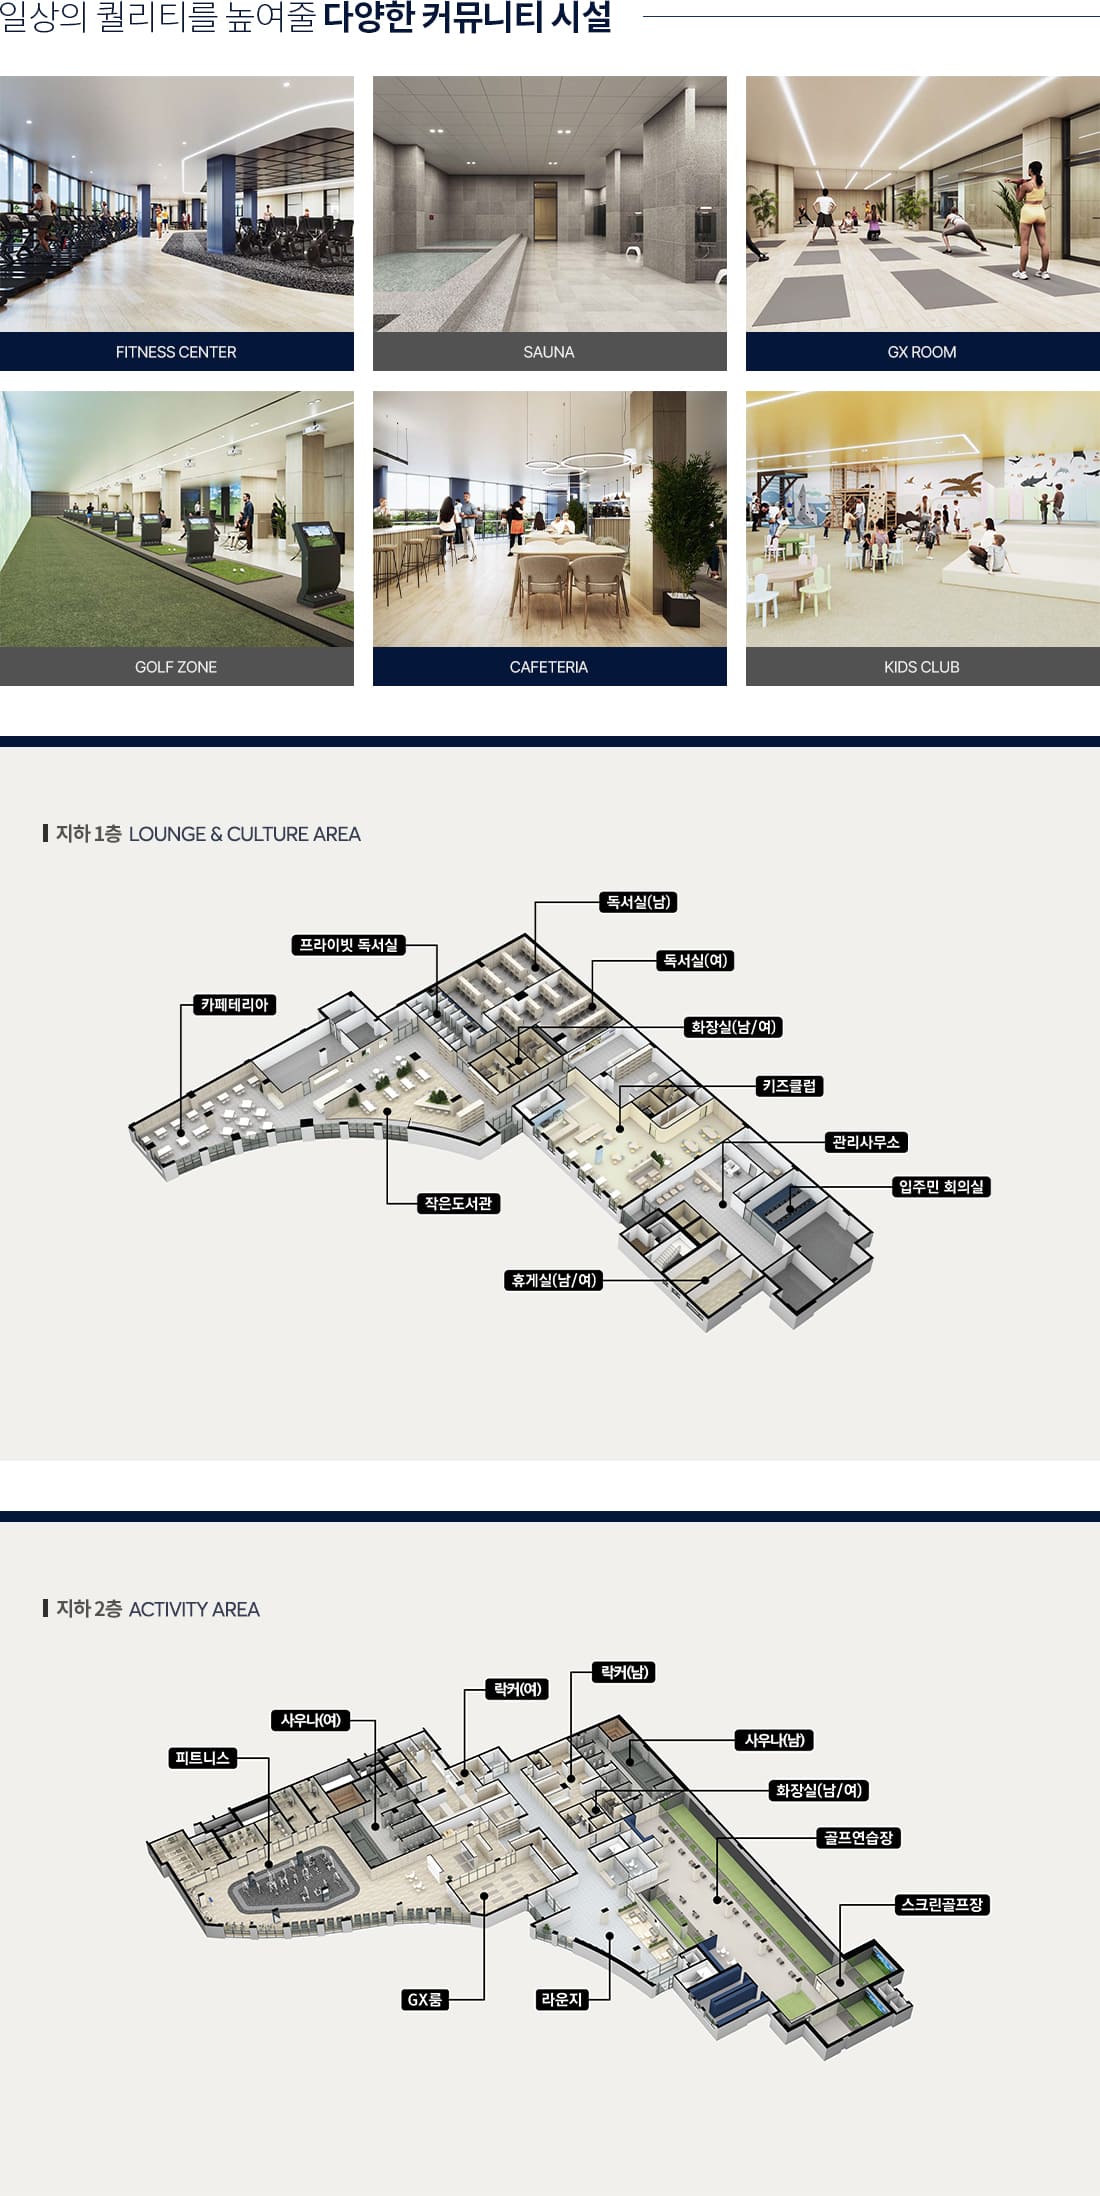 일상의 퀄리티를 높여줄 다양한 커뮤니티 시설
FITNESS CENTER
SAUNA
GX ROOM
GOLF ZONE
CAFETERIA
KIDS CLUB
지하 1층 LOUNGE & CULTURE AREA
독서실(남)
프라이빗 독서실
독서실(여)
카페테리아
화장실(남/여)
키즈클럽
관리사무소
입주민 회의실
작은도서관
휴게실(남/여)
지하 2층 ACTIVITY AREA
락커(남)
락커(여)
사우나(여)
사우나(남)
피트니스
화장실(남/여)
골프연습장
스크린골프장
GX룸
라운지